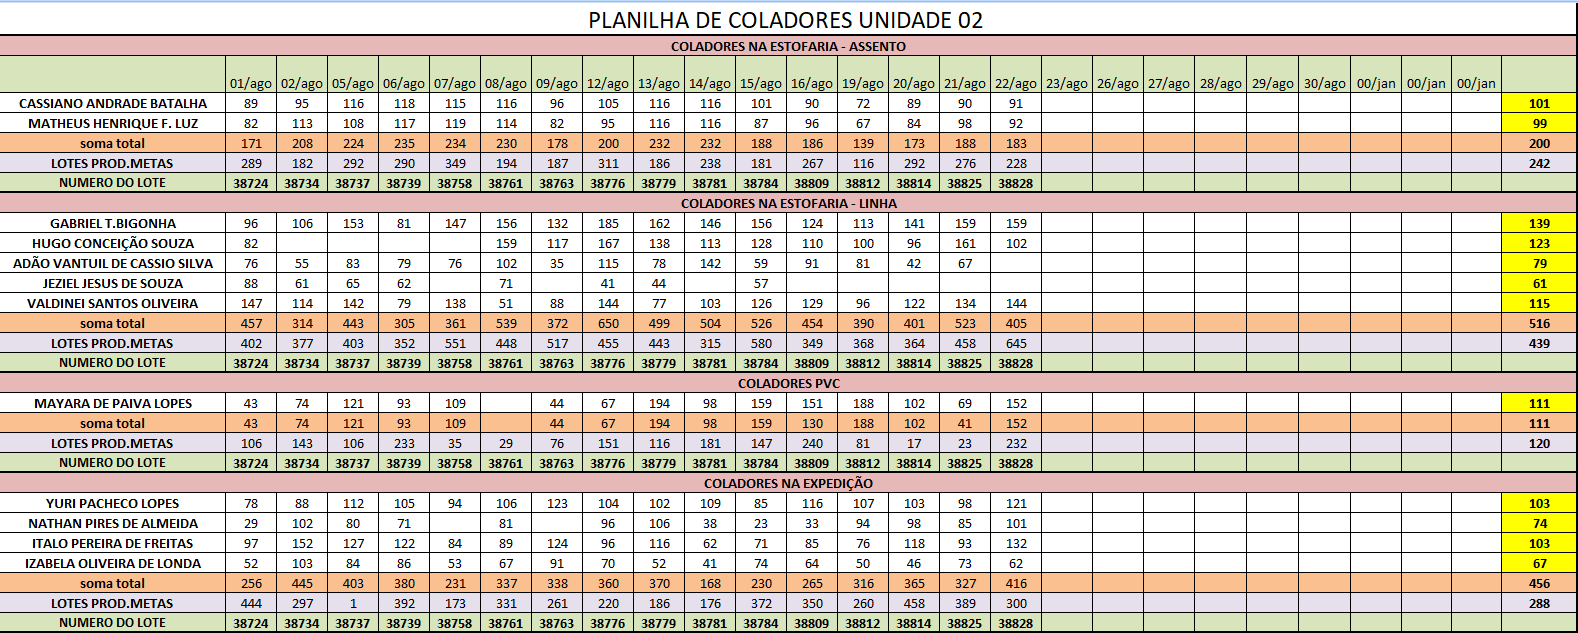 PLANILHA DE COLADORES UNIDADE 02
COLADORES NA ESTOFARIA - ASSENTO
01/ago 02/ago 05/ago 06/ago 07/ago 08/ago 09/ago 12/ago 13/ago 14/ago 15/ago 16/ago 19/ago 20/ago 21/ago 22/ago 23/ago 26/ago 27/ago 28/ago 29/ago 30/ago 00/jan 00/jan 00/jan
CASSIANO ANDRADE BATALHA 89 95 116 118 115 116 96 105 116 116 101 90 72 89 90 91 101
MATHEUS HENRIQUE F. LUZ 82 113 108 117 119 114 82 95 116 116 87 96 67 84 98 92 99
soma total 171 208 224 235 234 230 178 200 232 232 188 186 139 173 188 183 200
LOTES PROD.METAS 289 182 292 290 349 194 187 311 186 238 181 267 116 292 276 228 242
NUMERO DO LOTE 38724 38734 38737 38739 38758 38761 38763 38776 38779 38781 38784 38809 38812 38814 38825 38828
COLADORES NA ESTOFARIA - LINHA
GABRIEL T.BIGONHA 96 106 153 81 147 156 132 185 162 146 156 124 113 141 159 159 139
HUGO CONCEIÇÃO SOUZA 82 159 117 167 138 113 128 110 100 96 161 102 123
ADÃO VANTUIL DE CASSIO SILVA 76 55 83 79 76 102 35 115 78 142 59 91 81 42 67 79
JEZIEL JESUS DE SOUZA 88 61 65 62 71 41 44 57 61
VALDINEI SANTOS OLIVEIRA 147 114 142 79 138 51 88 144 77 103 126 129 96 122 134 144 115
soma total 457 314 443 305 361 539 372 650 499 504 526 454 390 401 523 405 516
LOTES PROD.METAS 402 377 403 352 551 448 517 455 443 315 580 349 368 364 458 645 439
NUMERO DO LOTE 38724 38734 38737 38739 38758 38761 38763 38776 38779 38781 38784 38809 38812 38814 38825 38828
COLADORES PVC
MAYARA DE PAIVA LOPES 43 74 121 93 109 44 67 194 98 159 151 188 102 69 152 111
soma total 43 74 121 93 109 44 67 194 98 159 130 188 102 41 152 111
LOTES PROD.METAS 106 143 106 233 35 29 76 151 116 181 147 240 81 17 23 232 120
NUMERO DO LOTE 38724 38734 38737 38739 38758 38761 38763 38776 38779 38781 38784 38809 38812 38814 38825 38828
COLADORES NA EXPEDIÇÃO
YURI PACHECO LOPES 78 88 112 105 94 106 123 104 102 109 85 116 107 103 98 121 103
NATHAN PIRES DE ALMEIDA 29 102 80 71 81 96 106 38 23 33 94 98 85 101 74
ITALO PEREIRA DE FREITAS 97 152 127 122 84 89 124 96 116 62 71 85 76 118 93 132 103
IZABELA OLIVEIRA DE LONDA 52 103 84 86 53 67 91 70 52 41 74 64 50 46 73 62 67
soma total 256 445 403 380 231 337 338 360 370 168 230 265 316 365 327 416 456
LOTES PROD.METAS 444 297 1 392 173 331 261 220 186 176 372 350 260 458 389 300 288
NUMERO DO LOTE 38724 38734 38737 38739 38758 38761 38763 38776 38779 38781 38784 38809 38812 38814 38825 38828